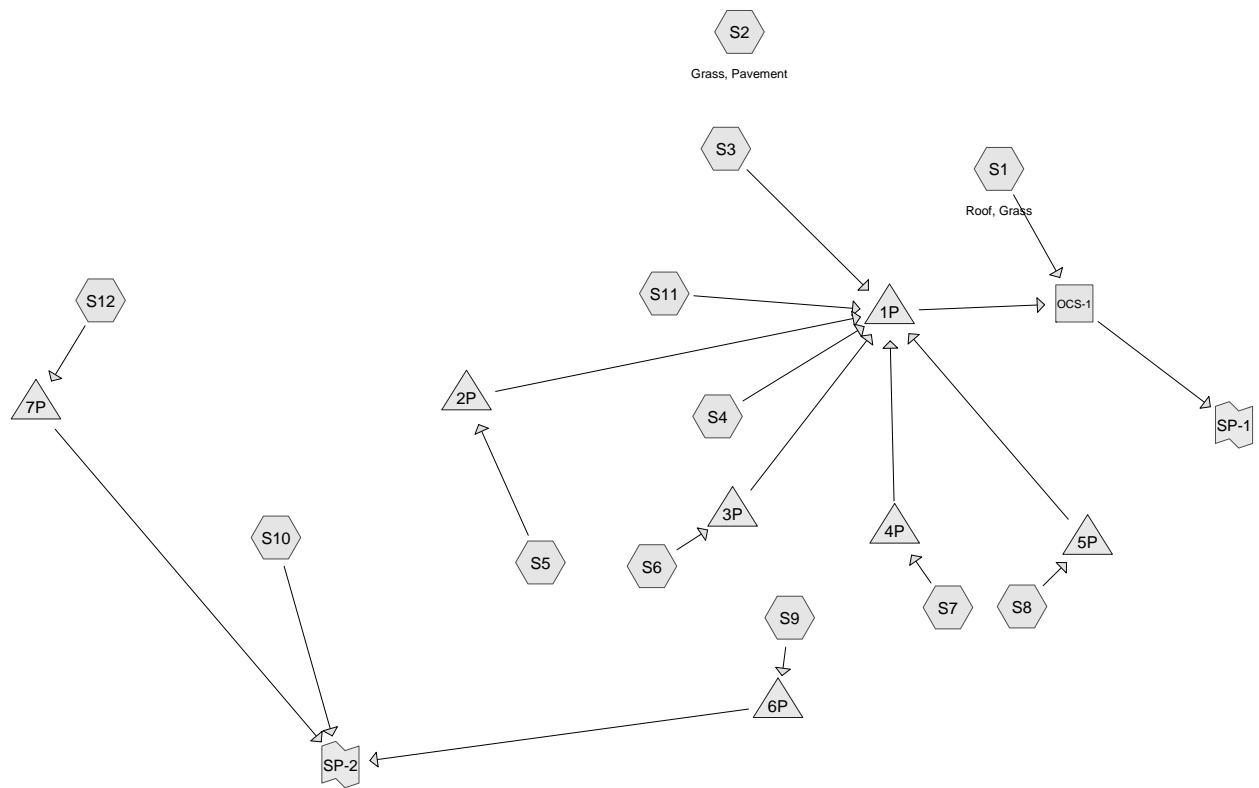 S2
Grass, Pavement
S3
S1
Roof, Grass
S12
S11
1P
OCS-1
7P
2P
S4
SP-1
3P
4P
5P
S10
S5
S6
S7
S8
S9
6P
SP-2